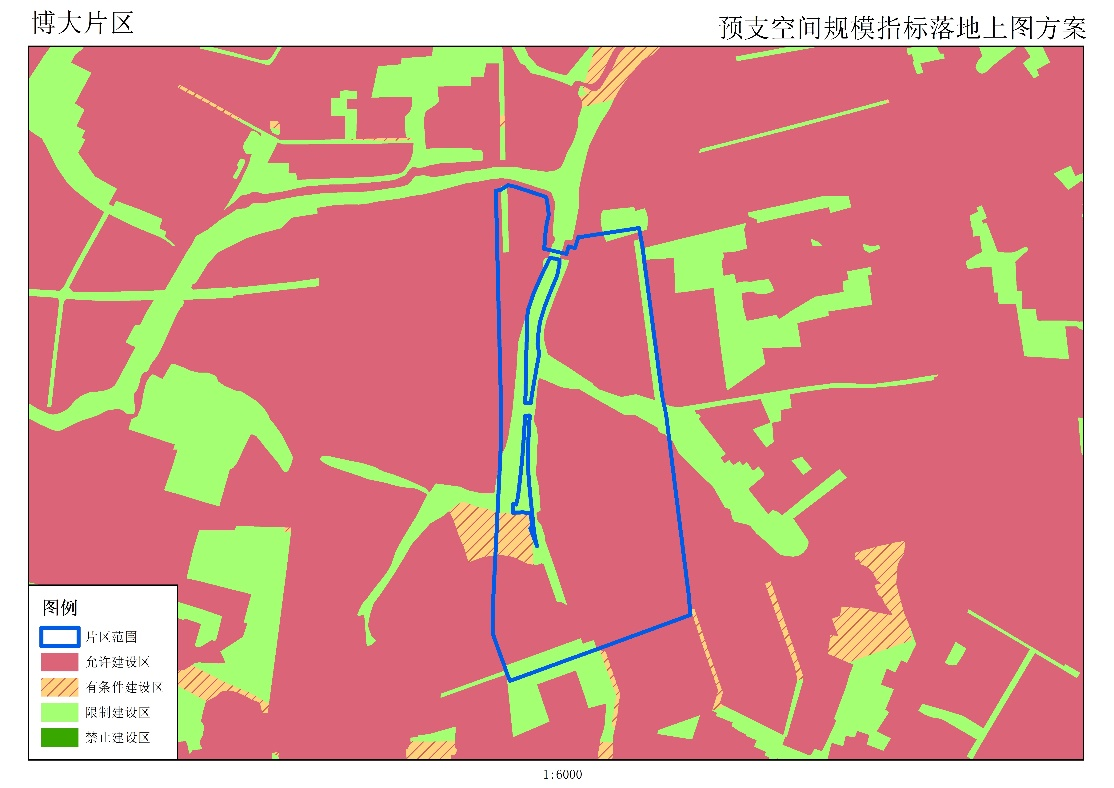 博大片区
预支空间规模指标落地上图方案
图例
片区范围
允许建设区
有条件建设区
限制建设区
禁止建设区
1:6000